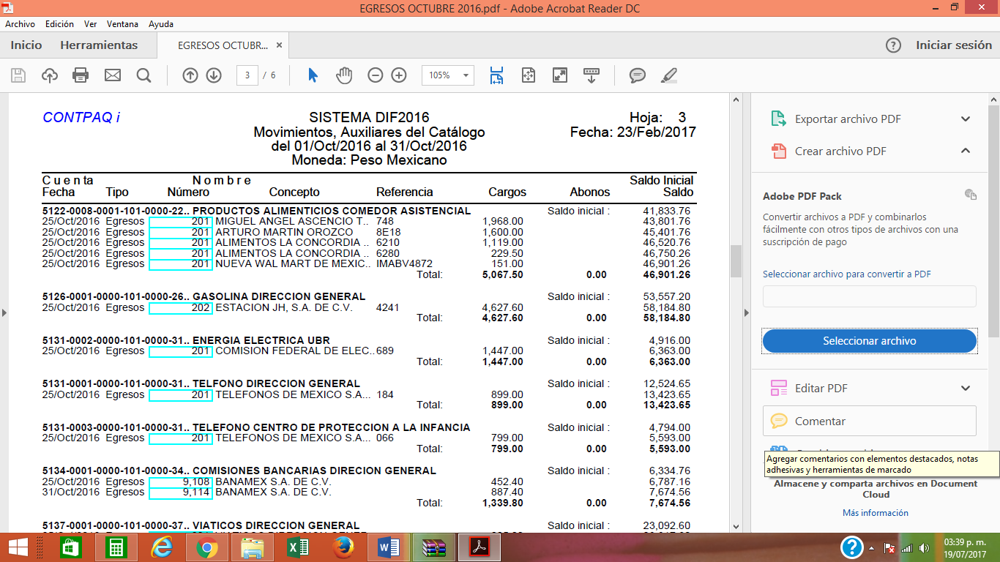 EGRESOS OCTUBRE 2016.pdf - Adobe Acrobat Reader DC
Archivo Edición Ver Ventana Ayuda
Inicio Herramientas EGRESOS OCTUBR... × Iniciar sesión
3 / 6 105%
CONTPAQ i SISTEMA DIF2016 Hoja: 3
Movimientos, Auxiliares del Catálogo Fecha: 23/Feb/2017
del 01/Oct/2016 al 31/Oct/2016
Moneda: Peso Mexicano
C u e n ta N o m b r e Saldo Inicial
Fecha Tipo Número Concepto Referencia Cargos Abonos Saldo
5122-0008-0001-101-0000-22.. PRODUCTOS ALIMENTICIOS COMEDOR ASISTENCIAL Saldo inicial : 41,833.76
25/Oct/2016 Egresos 201 MIGUEL ANGEL ASCENCIO T.. 748 1,968.00 43,801.76
25/Oct/2016 Egresos 201 ARTURO MARTIN OROZCO 8E18 1,600.00 45,401.76
25/Oct/2016 Egresos 201 ALIMENTOS LA CONCORDIA .. 6210 1,119.00 46,520.76
25/Oct/2016 Egresos 201 ALIMENTOS LA CONCORDIA .. 6280 229.50 46,750.26
25/Oct/2016 Egresos 201 NUEVA WAL MART DE MEXIC.. IMABV4872 151.00 46,901.26
Total: 5,067.50 0.00 46,901.26
5126-0001-0000-101-0000-26.. GASOLINA DIRECCION GENERAL Saldo inicial : 53,557.20
25/Oct/2016 Egresos 202 ESTACION JH, S.A. DE C.V. 4241 4,627.60 58,184.80
Total: 4,627.60 0.00 58,184.80
5131-0002-0000-101-0000-31.. ENERGIA ELECTRICA UBR Saldo inicial : 4,916.00
25/Oct/2016 Egresos 201 COMISION FEDERAL DE ELEC.. 689 1,447.00 6,363.00
Total: 1,447.00 0.00 6,363.00
5131-0001-0000-101-0000-31.. TELFONO DIRECCION GENERAL Saldo inicial : 12,524.65
25/Oct/2016 Egresos 201 TELEFONOS DE MEXICO S.A... 184 899.00 13,423.65
Total: 899.00 0.00 13,423.65
5131-0003-0000-101-0000-31.. TELEFONO CENTRO DE PROTECCION A LA INFANCIA Saldo inicial : 4,794.00
25/Oct/2016 Egresos 201 TELEFONOS DE MEXICO S.A... 066 799.00 5,593.00
Total: 799.00 0.00 5,593.00
5134-0001-0000-101-0000-34.. COMISIONES BANCARIAS DIRECION GENERAL Saldo inicial : 6,334.76
25/Oct/2016 Egresos 9,108 BANAMEX S.A. DE C.V. 452.40 6,787.16
31/Oct/2016 Egresos 9,114 BANAMEX S.A. DE C.V. 887.40 7,674.56
Total: 1,339.80 0.00 7,674.56
5137-0001-0000-101-0000-37.. VIATICOS DIRECCION GENERAL Saldo inicial : 23,092.60
Exportar archivo PDF
Crear archivo PDF
Adobe PDF Pack
Convertir archivos a PDF y combinarlos
fácilmente con otros tipos de archivos con una
suscripción de pago
Seleccionar archivo para convertir a PDF
Seleccionar archivo
Editar PDF
Comentar
Agregar comentarios con elementos destacados, notas
adhesivas y herramientas de marcado
Almacene y comparta archivos en Document
Cloud
Más información
03:39 p. m.
19/07/2017